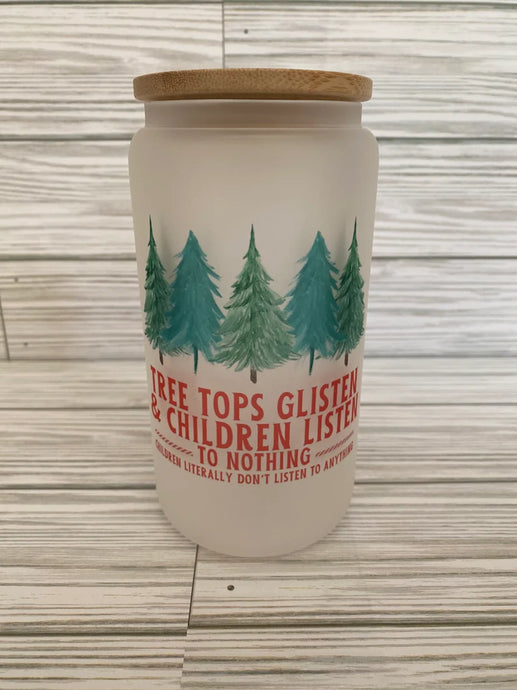 TREE TOPS GLISTEN
& CHILDREN LISTEN
TO NOTHING
CHILDREN LITERALLY DON'T LISTEN TO ANYTHING